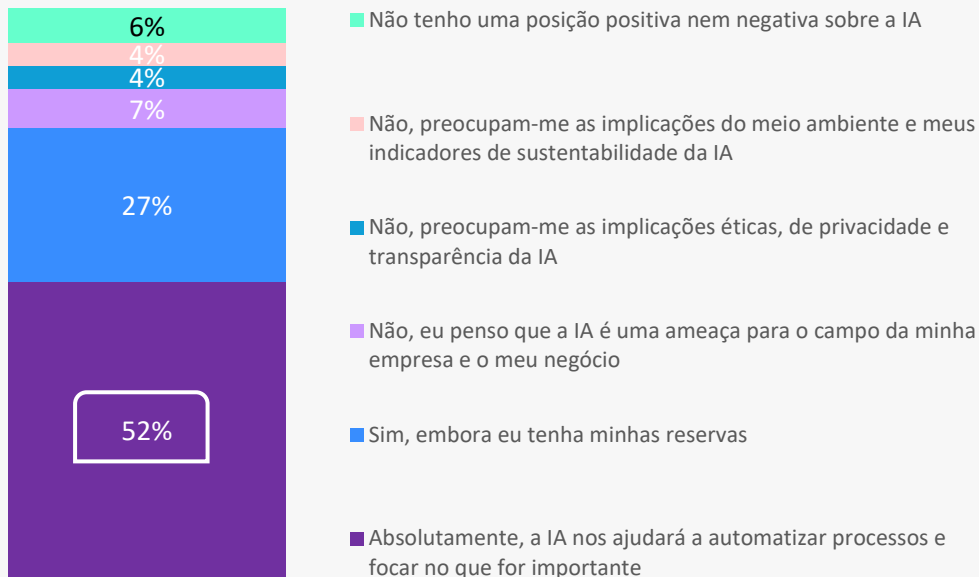 6%
4%
4%
7%
27%
52%
Não tenho uma posição positiva nem negativa sobre a IA
Não, preocupam-me as implicações do meio ambiente e meus
indicadores de sustentabilidade da IA
Não, preocupam-me as implicações éticas, de privacidade e
transparência da IA
Não, eu penso que a IA é uma ameaça para o campo da minha
empresa e o meu negócio
Sim, embora eu tenha minhas reservas
Absolutamente, a IA nos ajudará a automatizar processos e
focar no que for importante